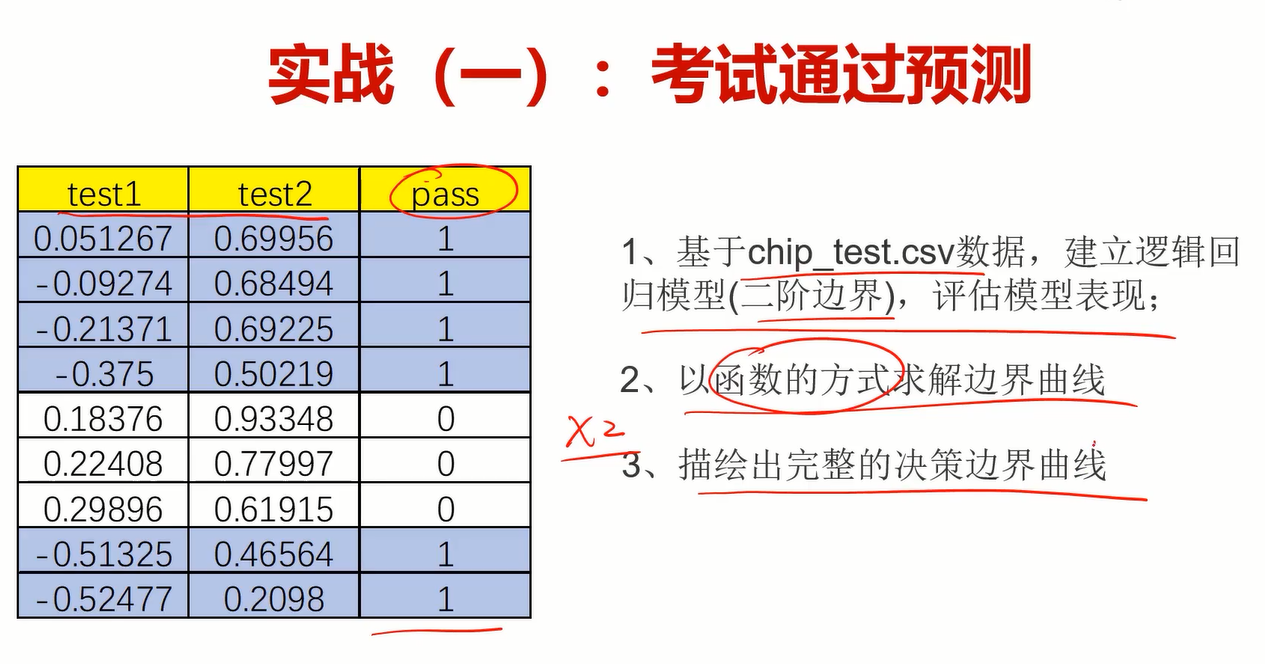 实战（一）：考试通过预测
test1 test2 pass
0.051267 0.69956 1
-0.09274 0.68494 1
-0.21371 0.69225 1
-0.375 0.50219 1
0.18376 0.93348 0
0.22408 0.77997 0
0.29896 0.61915 0
-0.51325 0.46564 1
-0.52477 0.2098 1
1、基于chip_test.csv数据，建立逻辑回
归模型(二阶边界)，评估模型表现；
2、以函数的方式求解边界曲线
X2
3、描绘出完整的决策边界曲线